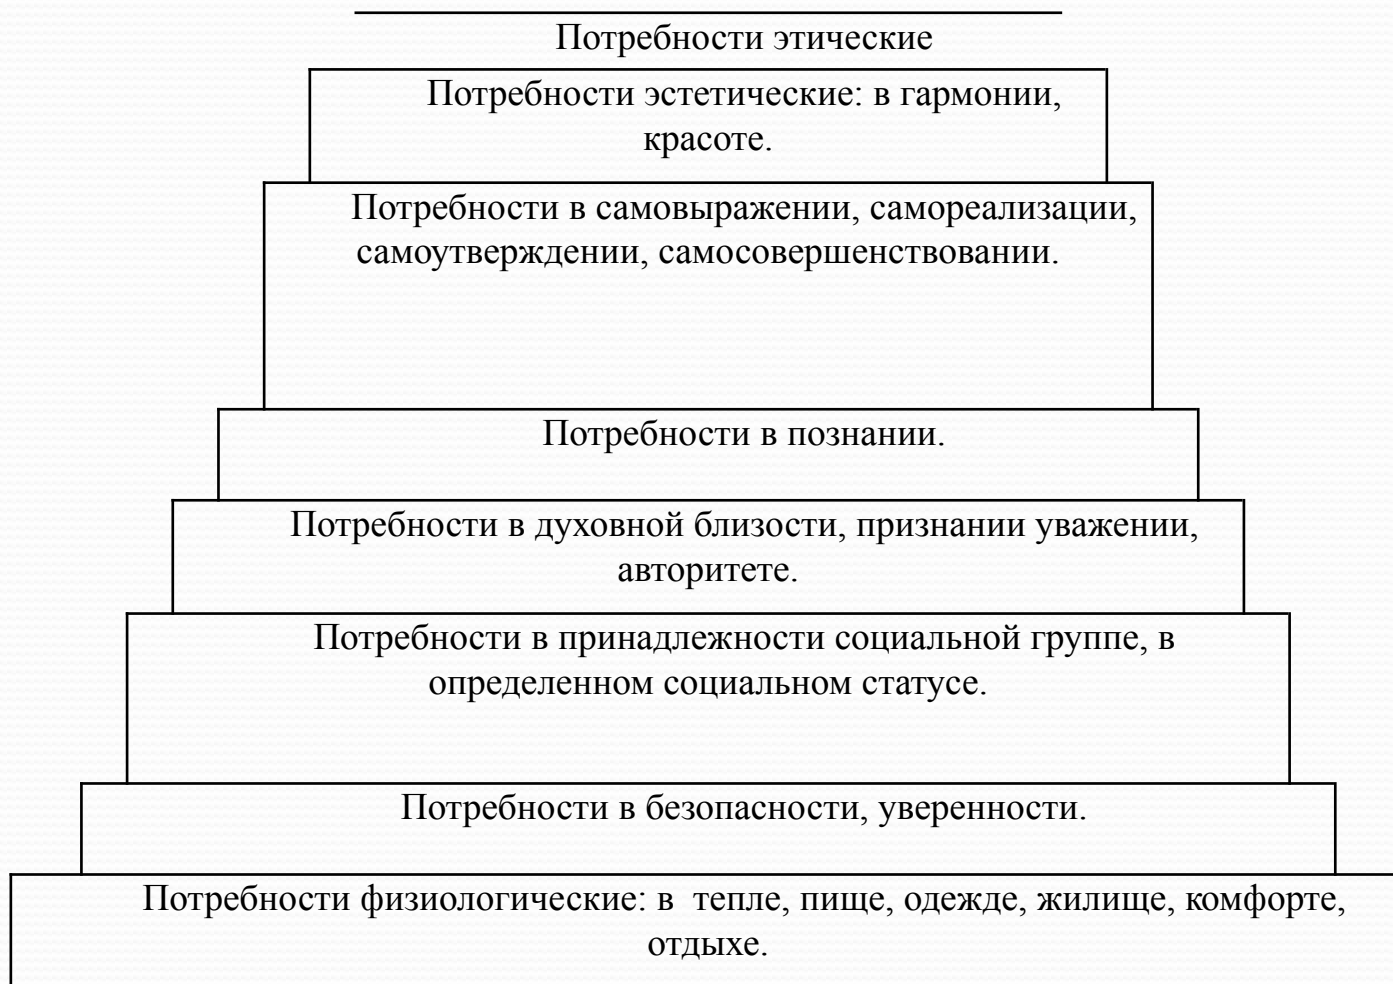 Потребности этические
Потребности эстетические: в гармонии,
красоте.
Потребности в самовыражении, самореализации,
самоутверждении, самосовершенствовании.
Потребности в познании.
Потребности в духовной близости, признании уважении,
авторитете.
Потребности в принадлежности социальной группе, в
определенном социальном статусе.
Потребности в безопасности, уверенности.
Потребности физиологические: в  тепле, пище, одежде, жилище, комфорте,
отдыхе.